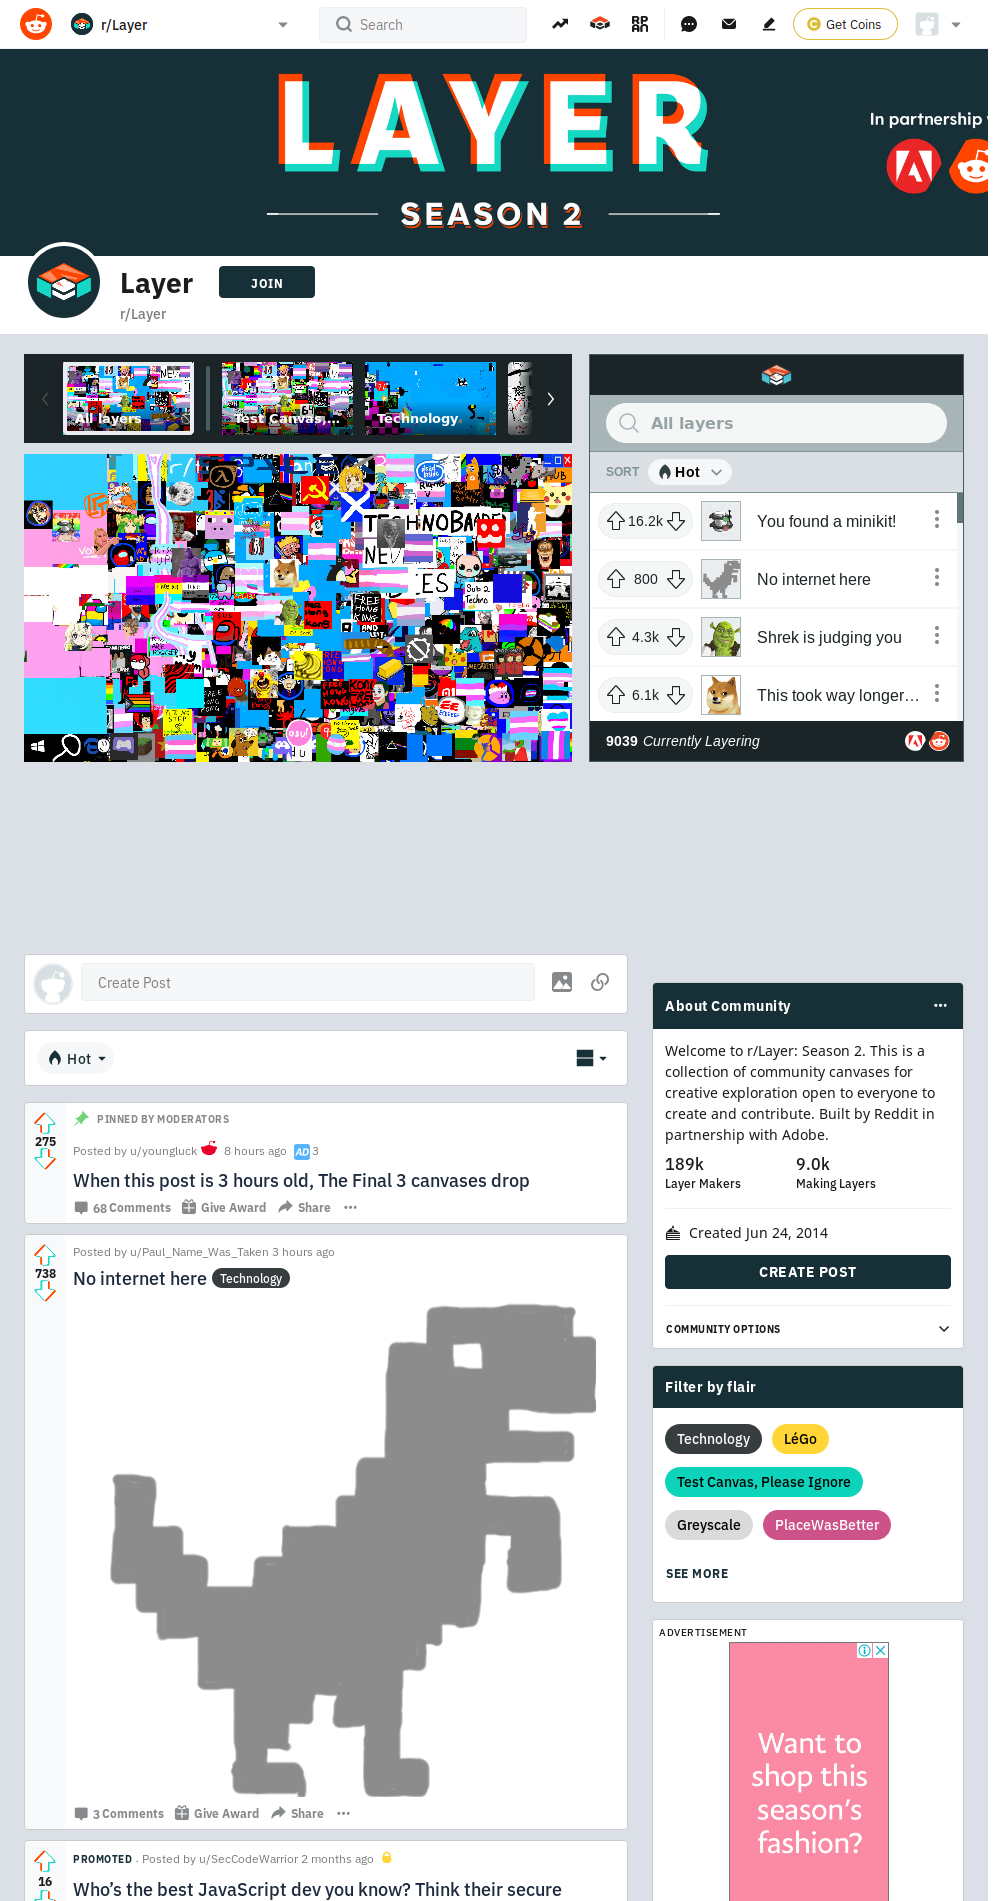 r/Layer
Search
Get Coins
LAYER
SEASON 2
In partnership
Layer
JOIN
r/Layer
All layers
Test Canvas,...
Technology
All layers
SORT
Hot
16.2k
You found a minikit!
800
No internet here
4.3k
Shrek is judging you
6.1k
This took way longer...
9039 Currently Layering
Create Post
Hot
275
PINNED BY MODERATORS
Posted by u/youngluck 8 hours ago AD 3
When this post is 3 hours old, The Final 3 canvases drop
68 Comments Give Award Share
738
Posted by u/Paul_Name_Was_Taken 3 hours ago
No internet here Technology
3 Comments Give Award Share
16
PROMOTED · Posted by u/SecCodeWarrior 2 months ago
Who's the best JavaScript dev you know? Think their secure
About Community
Welcome to r/Layer: Season 2. This is a
collection of community canvases for
creative exploration open to everyone to
create and contribute. Built by Reddit in
partnership with Adobe.
189k
9.0k
Layer Makers
Making Layers
Created Jun 24, 2014
CREATE POST
COMMUNITY OPTIONS
Filter by flair
Technology
LéGo
Test Canvas, Please Ignore
Greyscale
PlaceWasBetter
SEE MORE
ADVERTISEMENT
Want to
shop this
season's
fashion?